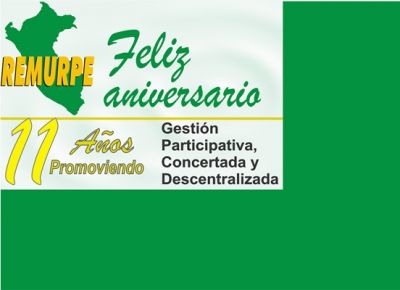 REMURPE
Feliz
aniversario
11 Años
Promoviendo
Gestión
Participativa,
Concertada y
Descentralizada